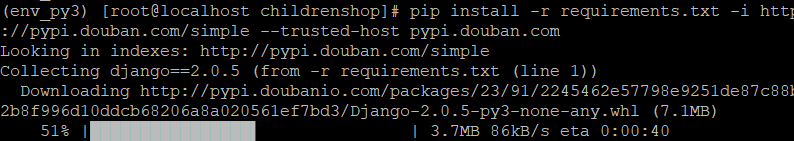 (env_py3) [root@localhost childrenshop]# pip install -r requirements.txt -i http
://pypi.douban.com/simple --trusted-host pypi.douban.com
Looking in indexes: http://pypi.douban.com/simple
Collecting django==2.0.5 (from -r requirements.txt (line 1))
  Downloading http://pypi.doubanio.com/packages/23/91/2245462e57798e9251de87c88b
2b8f996d10ddcb68206a8a020561ef7bd3/Django-2.0.5-py3-none-any.whl (7.1MB)
    51% |                                | 3.7MB 86kB/s eta 0:00:40